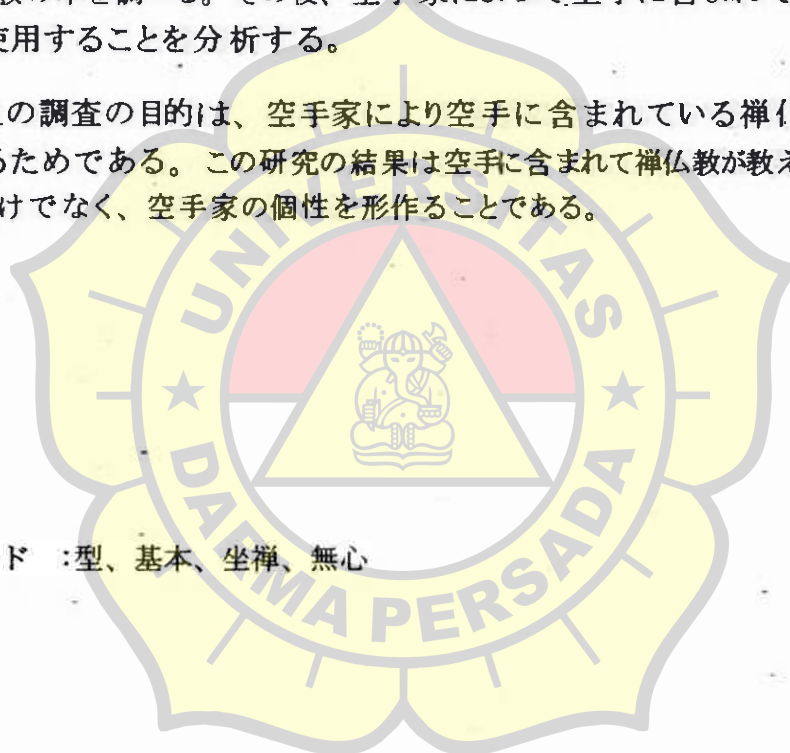 使用することを分析する。
の調査の目的は、空手家により空手に含まれている禅
るためである。この研究の結果は空手に含まれて禅仏教が教え
けでなく、空手家の個性を形作ることである。
ド :型、基本、坐禅、無心
UNIVERSITAS
DARMA PERSADA